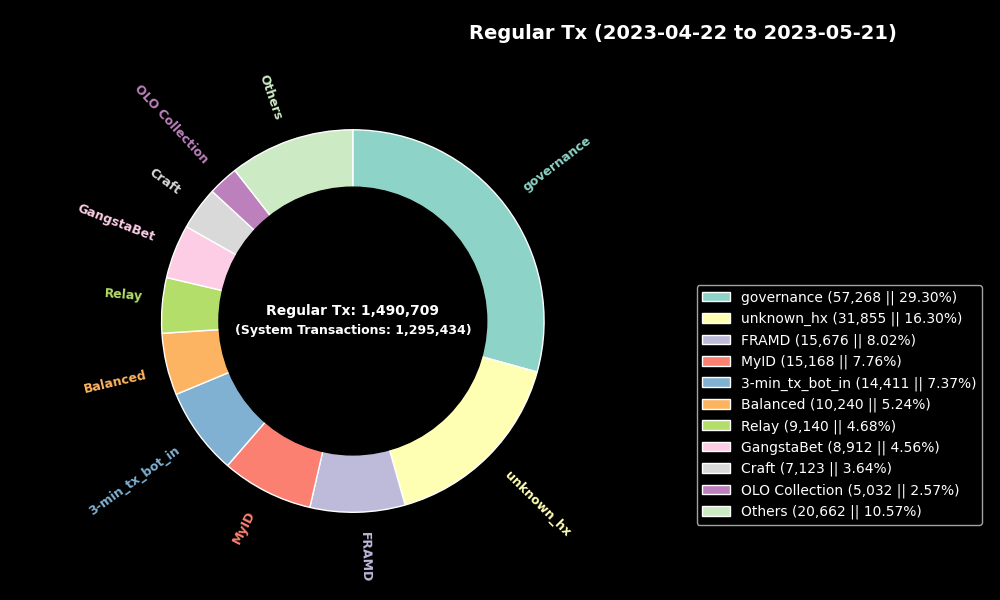 Regular Tx (2023-04-22 to 2023-05-21)
Others
OLO Collection
governance
Craft
GangstaBet
Relay
Regular Tx: 1,490,709
(System Transactions: 1,295,434)
Balanced
3-min_tx_bot_in
MyID
FRAMD
unknown_hx
governance (57,268 || 29.30%)
unknown_hx (31,855 || 16.30%)
FRAMD (15,676 || 8.02%)
MyID (15,168 || 7.76%)
3-min_tx_bot_in (14,411 || 7.37%)
Balanced (10,240 || 5.24%)
Relay (9,140 || 4.68%)
GangstaBet (8,912 || 4.56%)
Craft (7,123 || 3.64%)
OLO Collection (5,032 || 2.57%)
Others (20,662 || 10.57%)